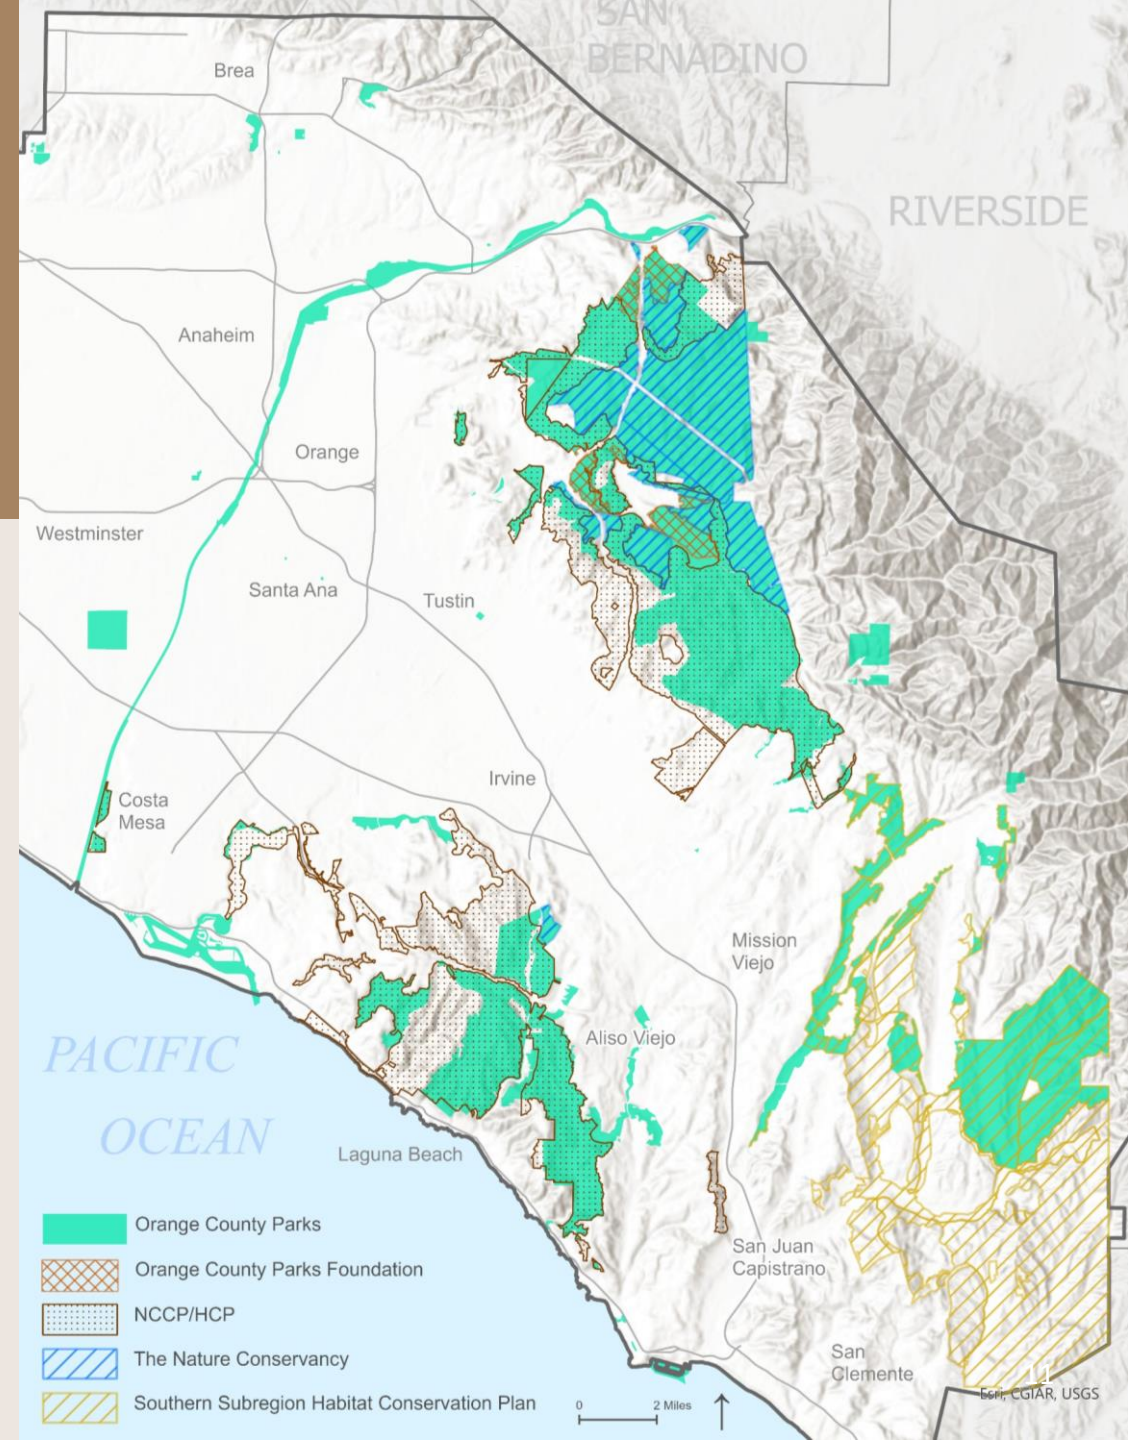 SAN
BERNADINO
Brea
RIVERSIDE
Anaheim
Orange
Westminster
Santa Ana
Tustin
Irvine
Costa
Mesa
Mission
Viejo
PACIFIC
OCEAN
Aliso Viejo
Laguna Beach
San Juan
Capistrano
San
Clemente
Orange County Parks
Orange County Parks Foundation
NCCP/HCP
The Nature Conservancy
Southern Subregion Habitat Conservation Plan
0 2 Miles
11
Esri, CGIAR, USGS